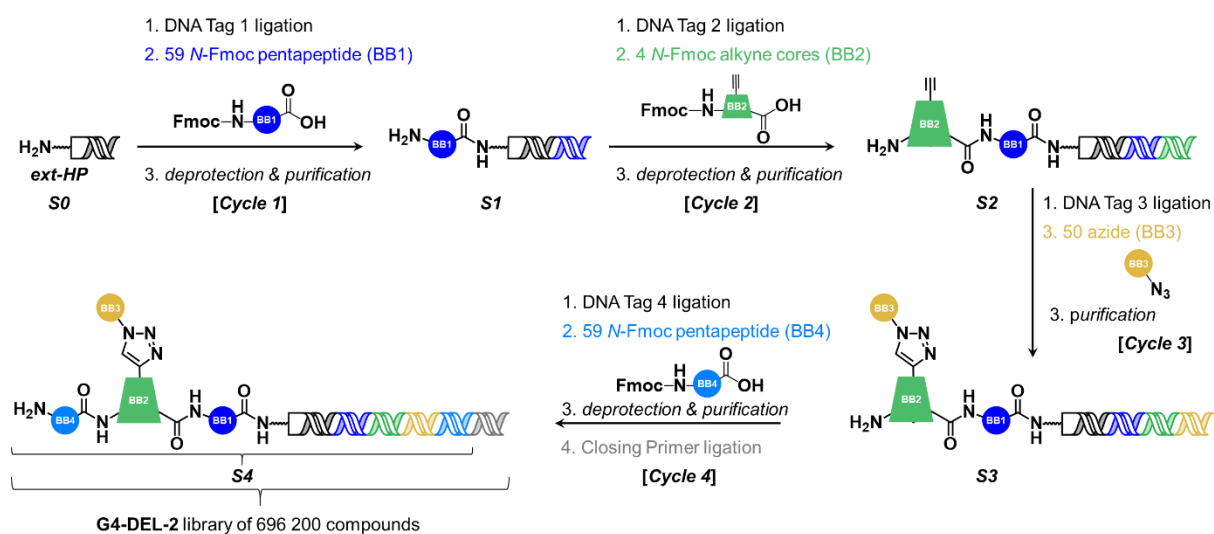 1. DNA Tag 1 ligation
2. 59 N-Fmoc pentapeptide (BB1)
Fmoc
H
N
BB1
O
OH
3. deprotection & purification
[Cycle 1]
H2N
ext-HP
S0
H2N
BB1
O
N
H
S1
1. DNA Tag 2 ligation
2. 4 N-Fmoc alkyne cores (BB2)
Fmoc
H
N
BB2
OH
O
3. deprotection & purification
[Cycle 2]
BB2
H2N
O
H
N
BB1
O
N
H
S2
1. DNA Tag 3 ligation
3. 50 azide (BB3)
BB3
N3
3. purification
[Cycle 3]
BB3
N
N
N
BB2
H2N
O
H
N
BB1
O
N
H
S3
1. DNA Tag 4 ligation
2. 59 N-Fmoc pentapeptide (BB4)
Fmoc
H
N
BB4
O
OH
3. deprotection & purification
4. Closing Primer ligation
[Cycle 4]
BB3
N
N
N
H2N
BB4
O
N
H
BB2
O
H
N
BB1
O
N
H
S4
G4-DEL-2 library of 696 200 compounds